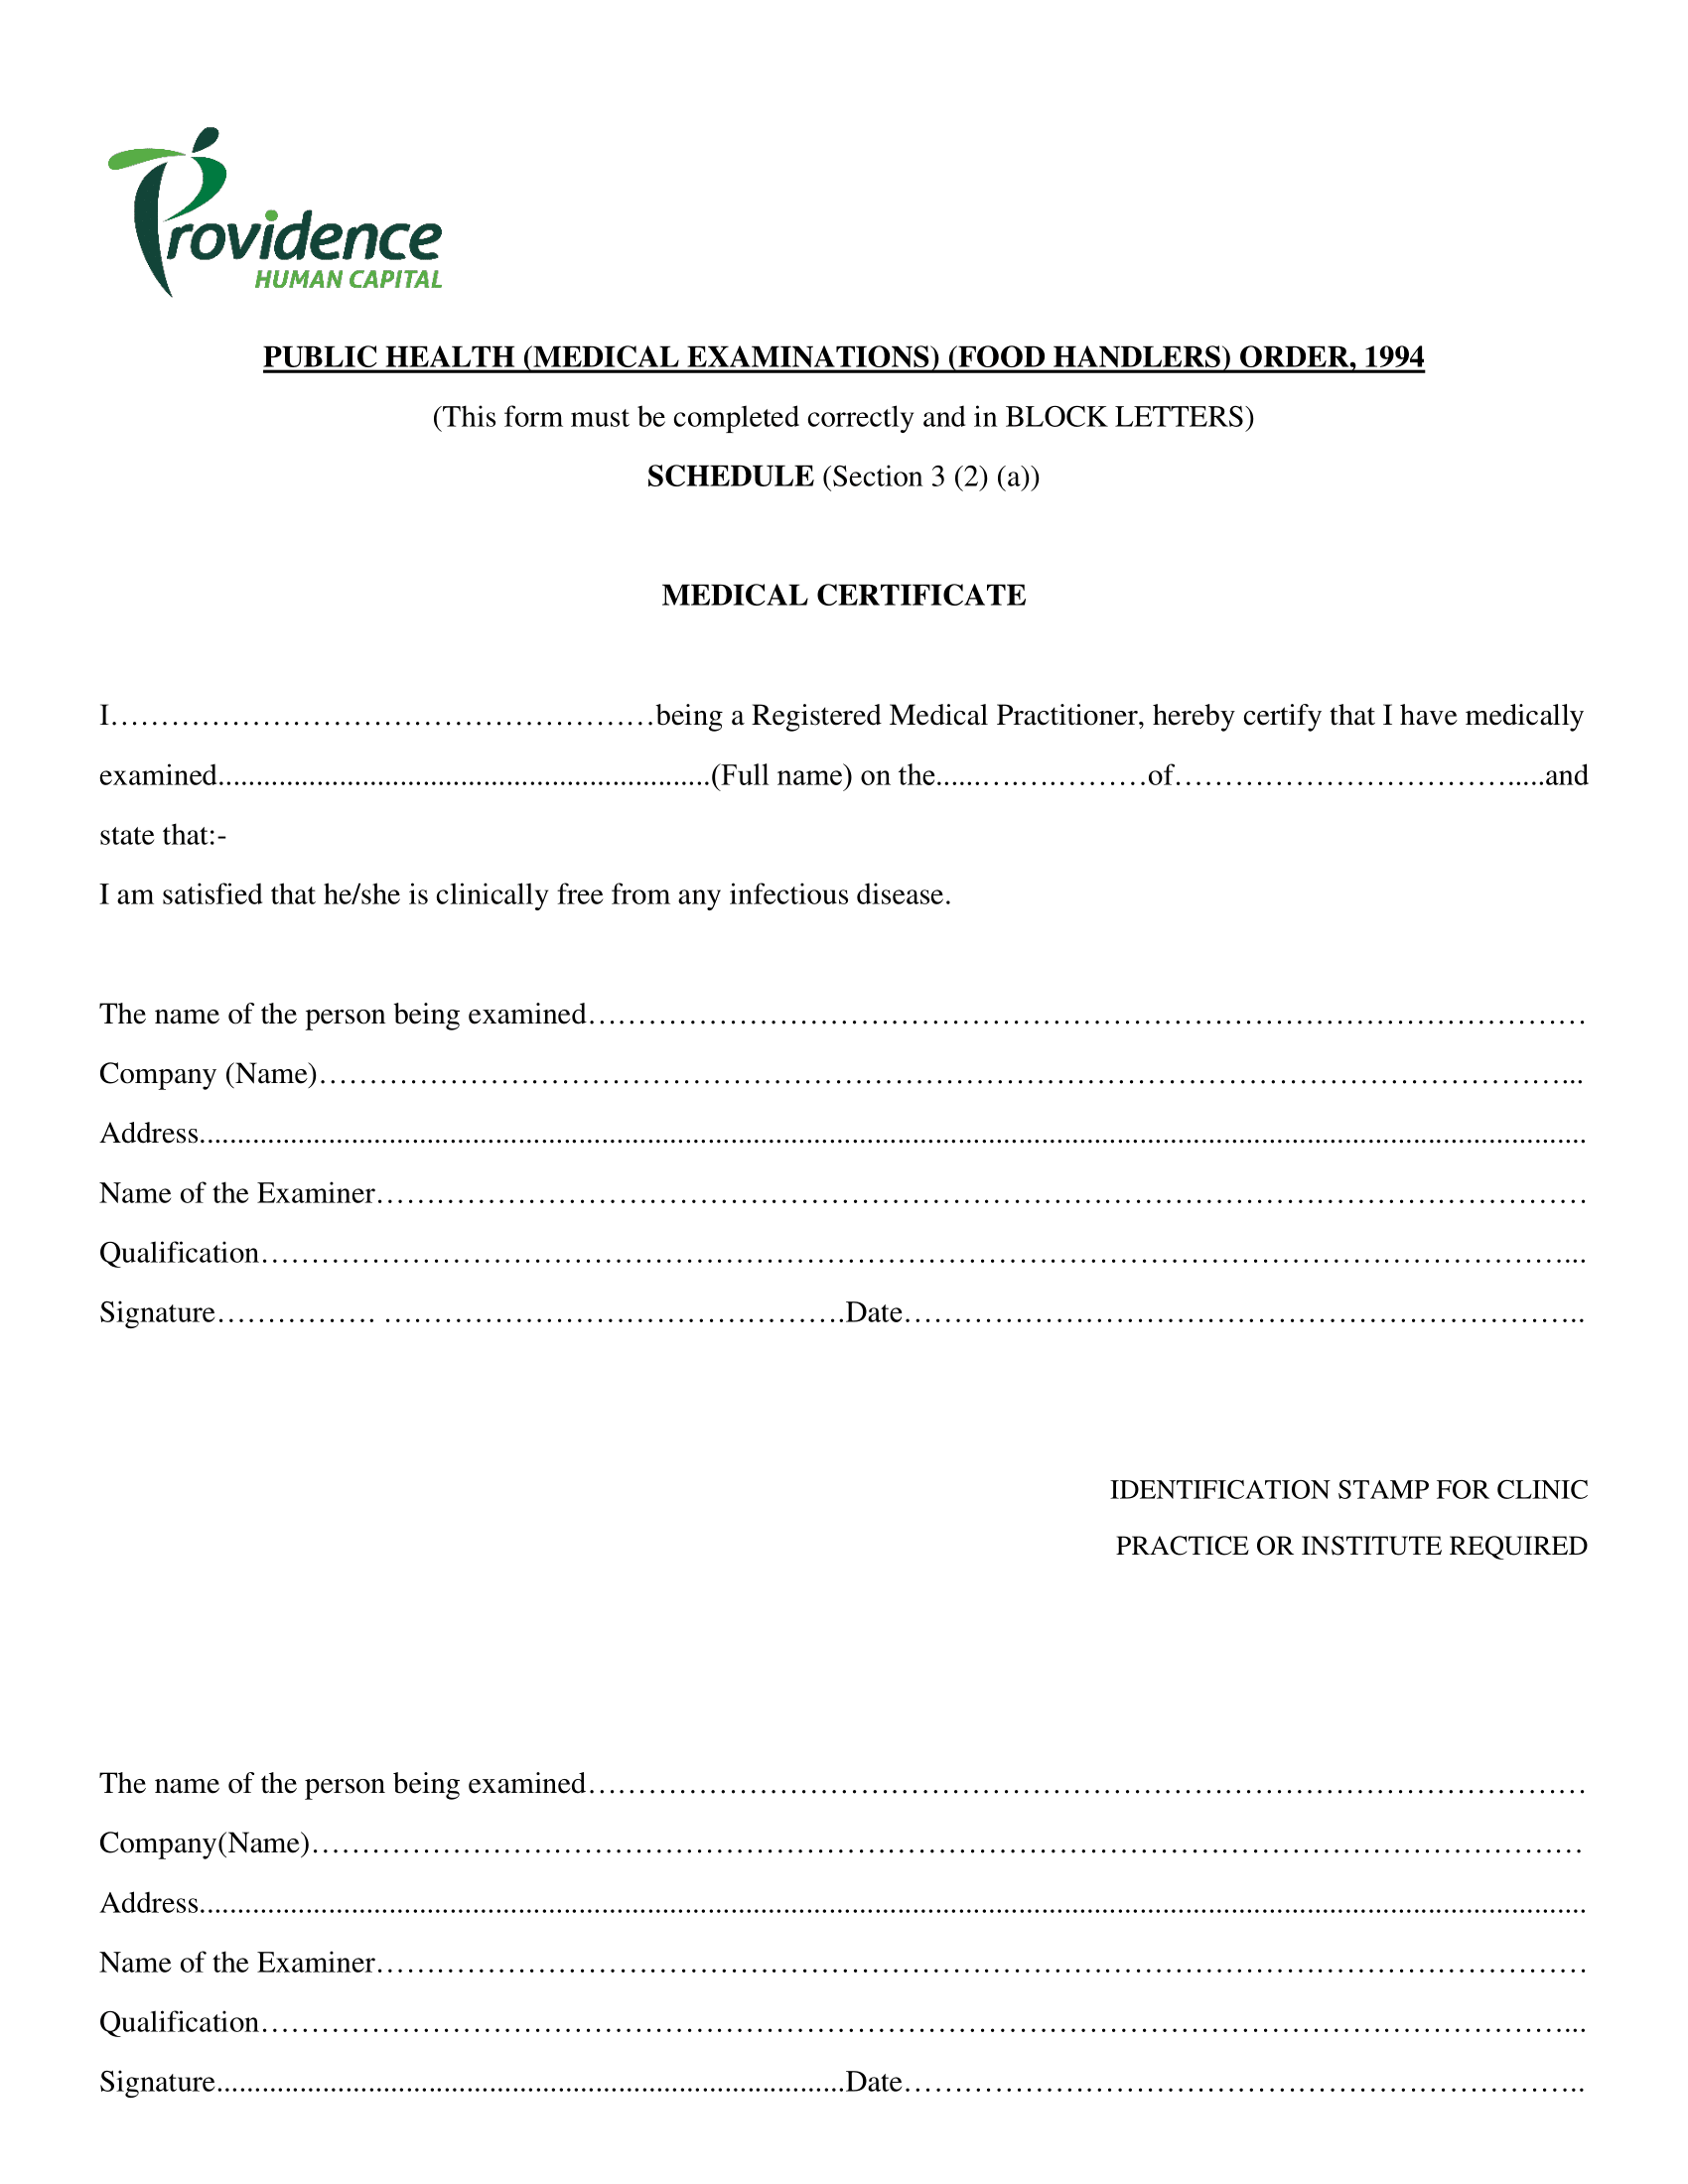 Providence
HUMAN CAPITAL
PUBLIC HEALTH (MEDICAL EXAMINATIONS) (FOOD HANDLERS) ORDER, 1994
(This form must be completed correctly and in BLOCK LETTERS)
SCHEDULE (Section 3 (2) (a))
MEDICAL CERTIFICATE
I………………………………………………being a Registered Medical Practitioner, hereby certify that I have medically
examined.................................................................(Full name) on the.....……………….of…………………………….....and
state that:-
I am satisfied that he/she is clinically free from any infectious disease.
The name of the person being examined………………………………………………………………………………………
Company (Name)……………………………………………………………………………………………………………...
Address.......................................................................................................................................................................................
Name of the Examiner…………………………………………………………………………………………………………
Qualification…………………………………………………………………………………………………………………...
Signature……………. ……………………………………….Date…………………………………………………………..
IDENTIFICATION STAMP FOR CLINIC
PRACTICE OR INSTITUTE REQUIRED
The name of the person being examined………………………………………………………………………………………
Company(Name)………………………………………………………………………………………………………………
Address.......................................................................................................................................................................................
Name of the Examiner…………………………………………………………………………………………………………
Qualification…………………………………………………………………………………………………………………...
Signature...................................................................................Date…………………………………………………………..